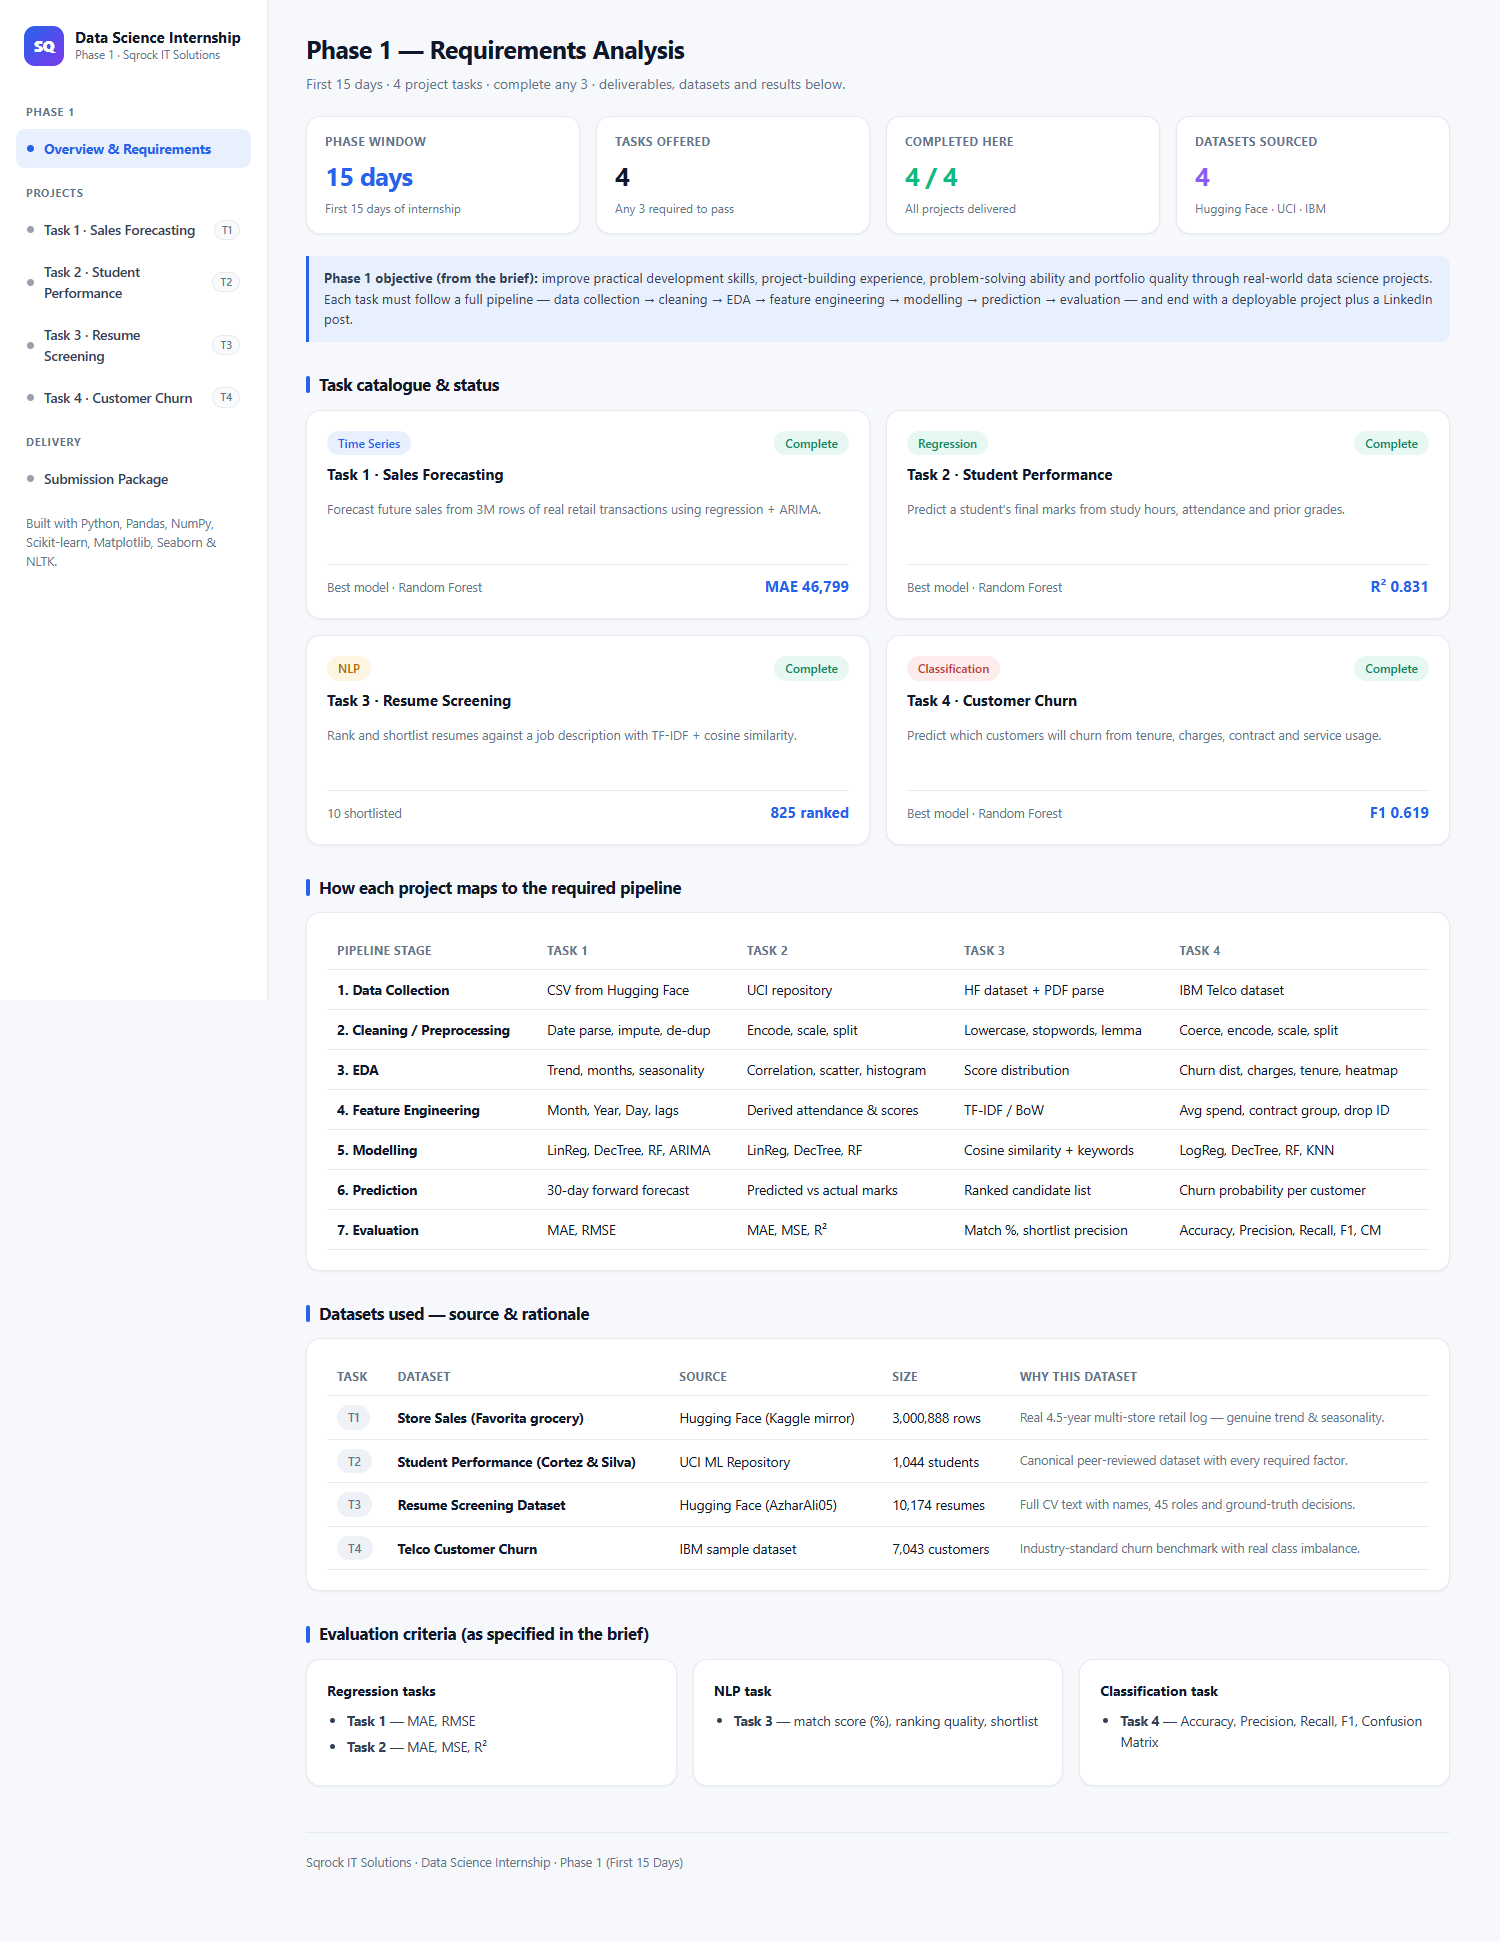 SQ
Data Science Internship
Phase 1 · Sqrock IT Solutions
PHASE 1
Overview & Requirements
PROJECTS
Task 1 · Sales Forecasting T1
Task 2 · Student
Performance
T2
Task 3 · Resume
Screening
T3
Task 4 · Customer Churn T4
DELIVERY
Submission Package
Built with Python, Pandas, NumPy,
Scikit-learn, Matplotlib, Seaborn &
NLTK.
Phase 1 — Requirements Analysis
First 15 days · 4 project tasks · complete any 3 · deliverables, datasets and results below.
PHASE WINDOW
15 days
First 15 days of internship
TASKS OFFERED
4
Any 3 required to pass
COMPLETED HERE
4 / 4
All projects delivered
DATASETS SOURCED
4
Hugging Face · UCI · IBM
Phase 1 objective (from the brief): improve practical development skills, project-building experience, problem-solving ability and portfolio quality through real-world data science projects.
Each task must follow a full pipeline — data collection → cleaning → EDA → feature engineering → modelling → prediction → evaluation — and end with a deployable project plus a LinkedIn
post.
Task catalogue & status
Time Series Complete
Task 1 · Sales Forecasting
Forecast future sales from 3M rows of real retail transactions using regression + ARIMA.
Best model · Random Forest MAE 46,799
Regression Complete
Task 2 · Student Performance
Predict a student's final marks from study hours, attendance and prior grades.
Best model · Random Forest R² 0.831
NLP Complete
Task 3 · Resume Screening
Rank and shortlist resumes against a job description with TF-IDF + cosine similarity.
10 shortlisted 825 ranked
Classification Complete
Task 4 · Customer Churn
Predict which customers will churn from tenure, charges, contract and service usage.
Best model · Random Forest F1 0.619
How each project maps to the required pipeline
PIPELINE STAGE TASK 1 TASK 2 TASK 3 TASK 4
1. Data Collection CSV from Hugging Face UCI repository HF dataset + PDF parse IBM Telco dataset
2. Cleaning / Preprocessing Date parse, impute, de-dup Encode, scale, split Lowercase, stopwords, lemma Coerce, encode, scale, split
3. EDA Trend, months, seasonality Correlation, scatter, histogram Score distribution Churn dist, charges, tenure, heatmap
4. Feature Engineering Month, Year, Day, lags Derived attendance & scores TF-IDF / BoW Avg spend, contract group, drop ID
5. Modelling LinReg, DecTree, RF, ARIMA LinReg, DecTree, RF Cosine similarity + keywords LogReg, DecTree, RF, KNN
6. Prediction 30-day forward forecast Predicted vs actual marks Ranked candidate list Churn probability per customer
7. Evaluation MAE, RMSE MAE, MSE, R² Match %, shortlist precision Accuracy, Precision, Recall, F1, CM
Datasets used — source & rationale
TASK DATASET SOURCE SIZE WHY THIS DATASET
T1 Store Sales (Favorita grocery) Hugging Face (Kaggle mirror) 3,000,888 rows Real 4.5-year multi-store retail log — genuine trend & seasonality.
T2 Student Performance (Cortez & Silva) UCI ML Repository 1,044 students Canonical peer-reviewed dataset with every required factor.
T3 Resume Screening Dataset Hugging Face (AzharAli05) 10,174 resumes Full CV text with names, 45 roles and ground-truth decisions.
T4 Telco Customer Churn IBM sample dataset 7,043 customers Industry-standard churn benchmark with real class imbalance.
Evaluation criteria (as specified in the brief)
Regression tasks
• Task 1 — MAE, RMSE
• Task 2 — MAE, MSE, R²
NLP task
• Task 3 — match score (%), ranking quality, shortlist
Classification task
• Task 4 — Accuracy, Precision, Recall, F1, Confusion
Matrix
Sqrock IT Solutions · Data Science Internship · Phase 1 (First 15 Days)